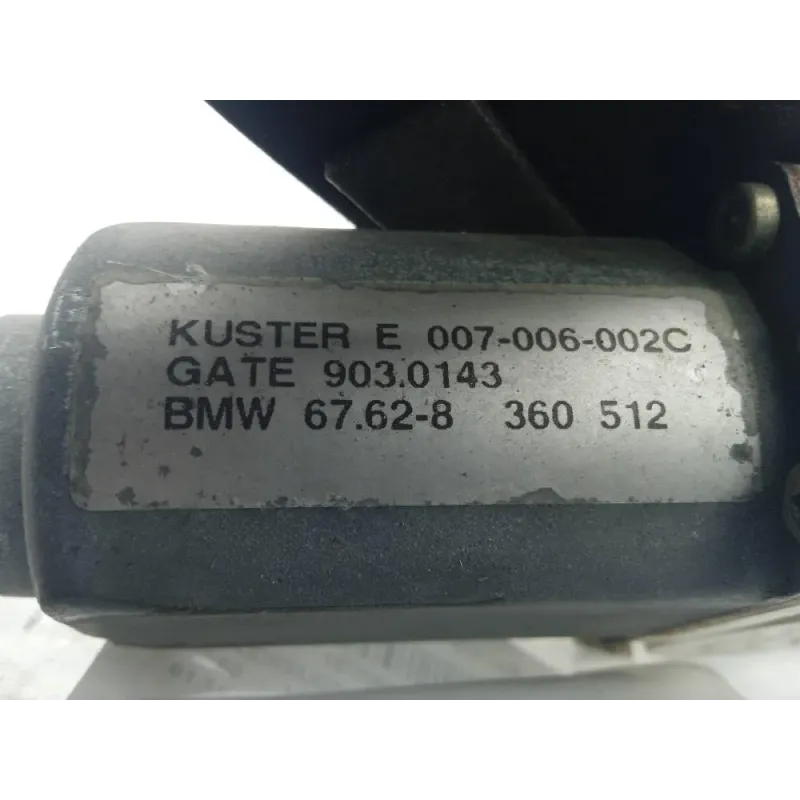 KUSTER E 007-006-002C
GATE 903.0143
BMW 67.62-8 360 512